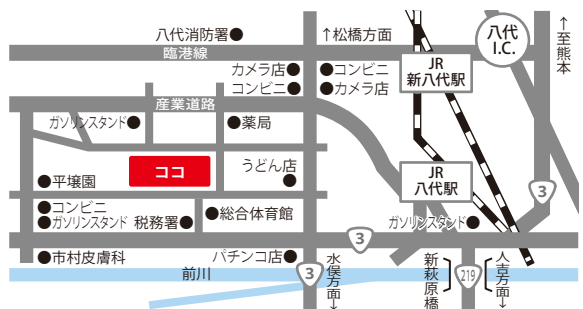 八代消防署
↑松橋方面
八代
I.C.
↑至熊本
臨港線
カメラ店
コンビニ
コンビニ
カメラ店
JR
新八代駅
産業道路
ガソリンスタンド
薬局
ココ
うどん店
JR
八代駅
平壌園
3
コンビニ
ガソリンスタンド
税務署
総合体育館
ガソリンスタンド
3
市村皮膚科
パチンコ店
前川
3
水俣方面→
新萩原橋
219
人吉方面→